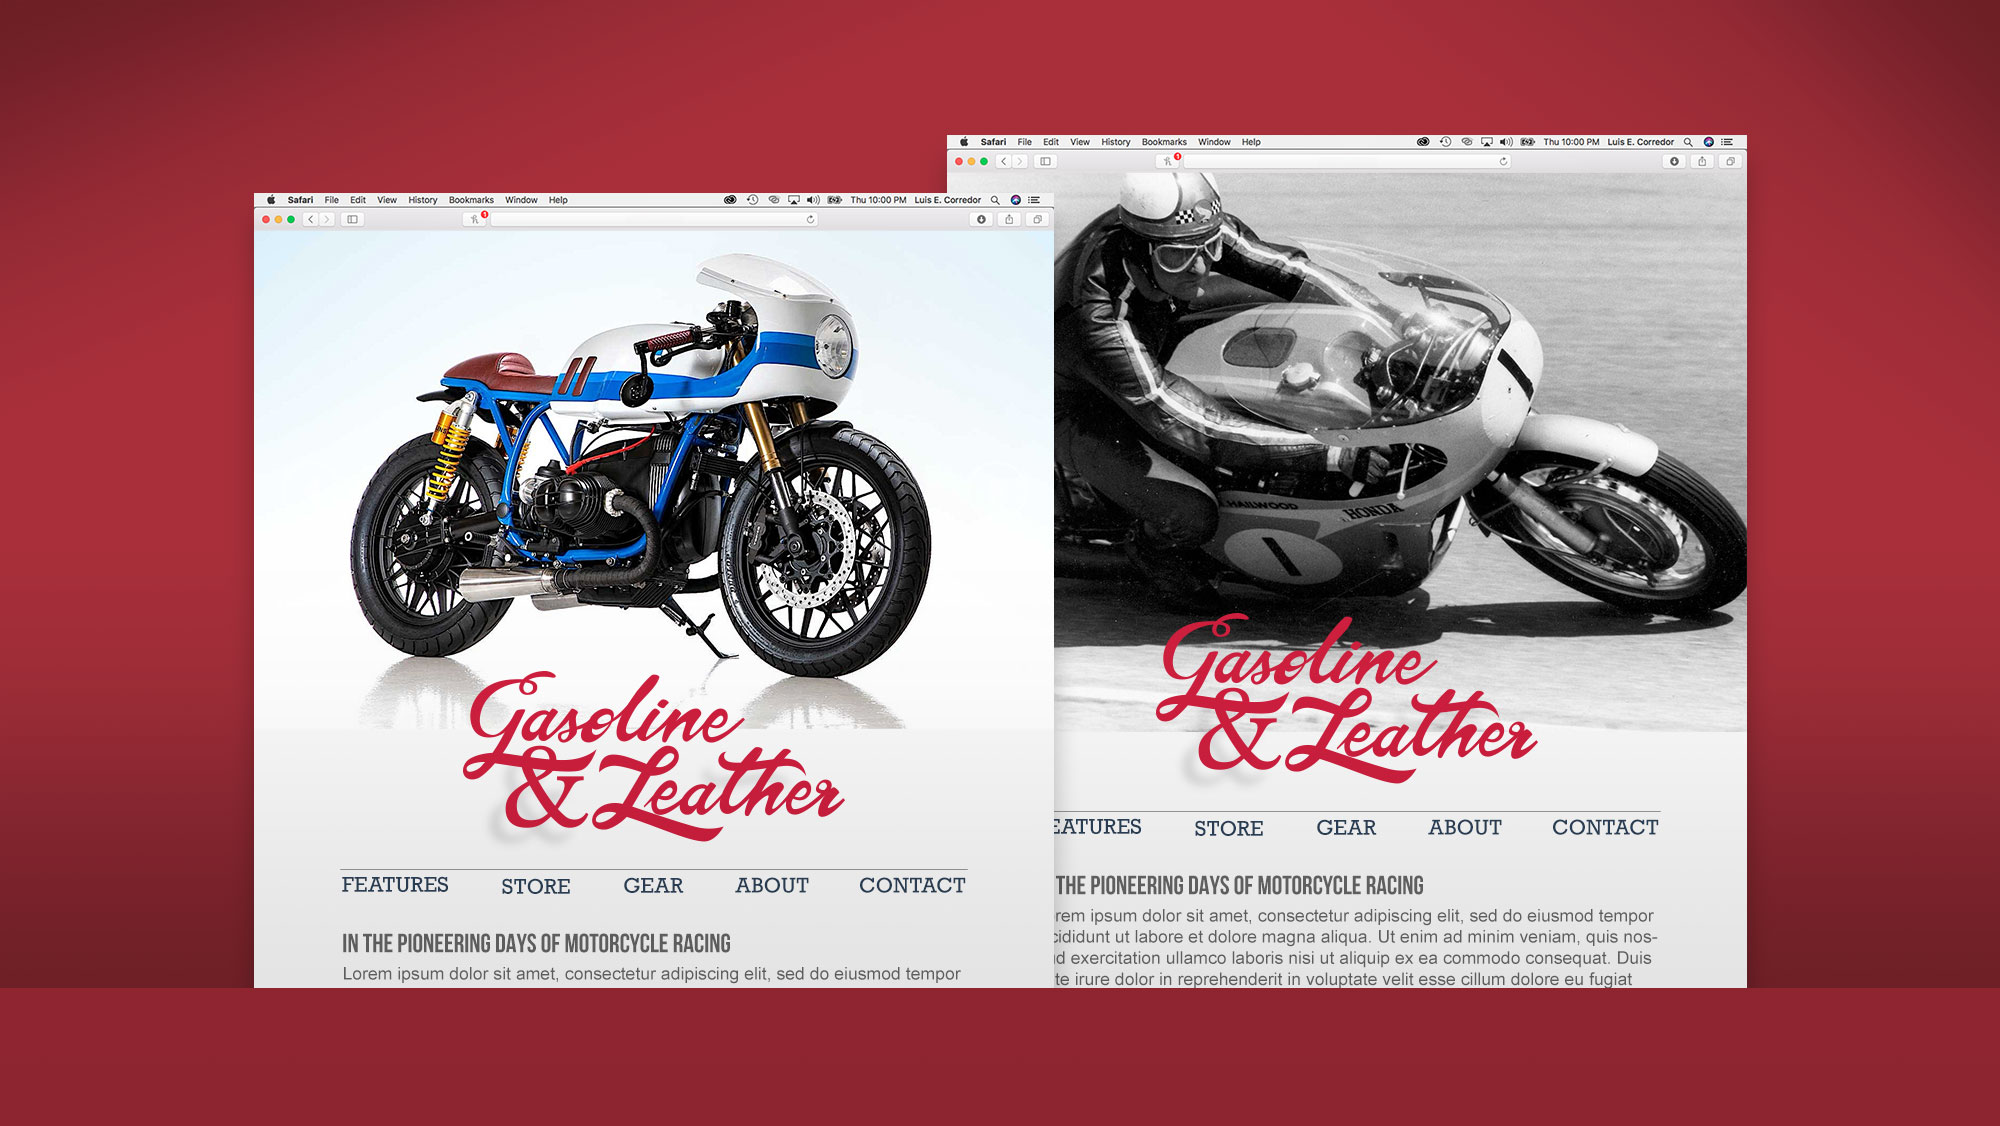 Safari File Edit View History Bookmarks Window Help Thu 10:00 PM Luis E. Corredor
1
Gasoline
& Leather
FEATURES STORE GEAR ABOUT CONTACT
IN THE PIONEERING DAYS OF MOTORCYCLE RACING
Lorem ipsum dolor sit amet, consectetur adipiscing elit, sed do eiusmod tempor
Safari File Edit View History Bookmarks Window Help Thu 10:00 PM Luis E. Corredor
1
1
HAILWOOD HONDA
1
Gasoline
& Leather
EATURES STORE GEAR ABOUT CONTACT
THE PIONEERING DAYS OF MOTORCYCLE RACING
rem ipsum dolor sit amet, consectetur adipiscing elit, sed do eiusmod tempor
cididunt ut labore et dolore magna aliqua. Ut enim ad minim veniam, quis nos-
d exercitation ullamco laboris nisi ut aliquip ex ea commodo consequat. Duis
te irure dolor in reprehenderit in voluptate velit esse cillum dolore eu fugiat